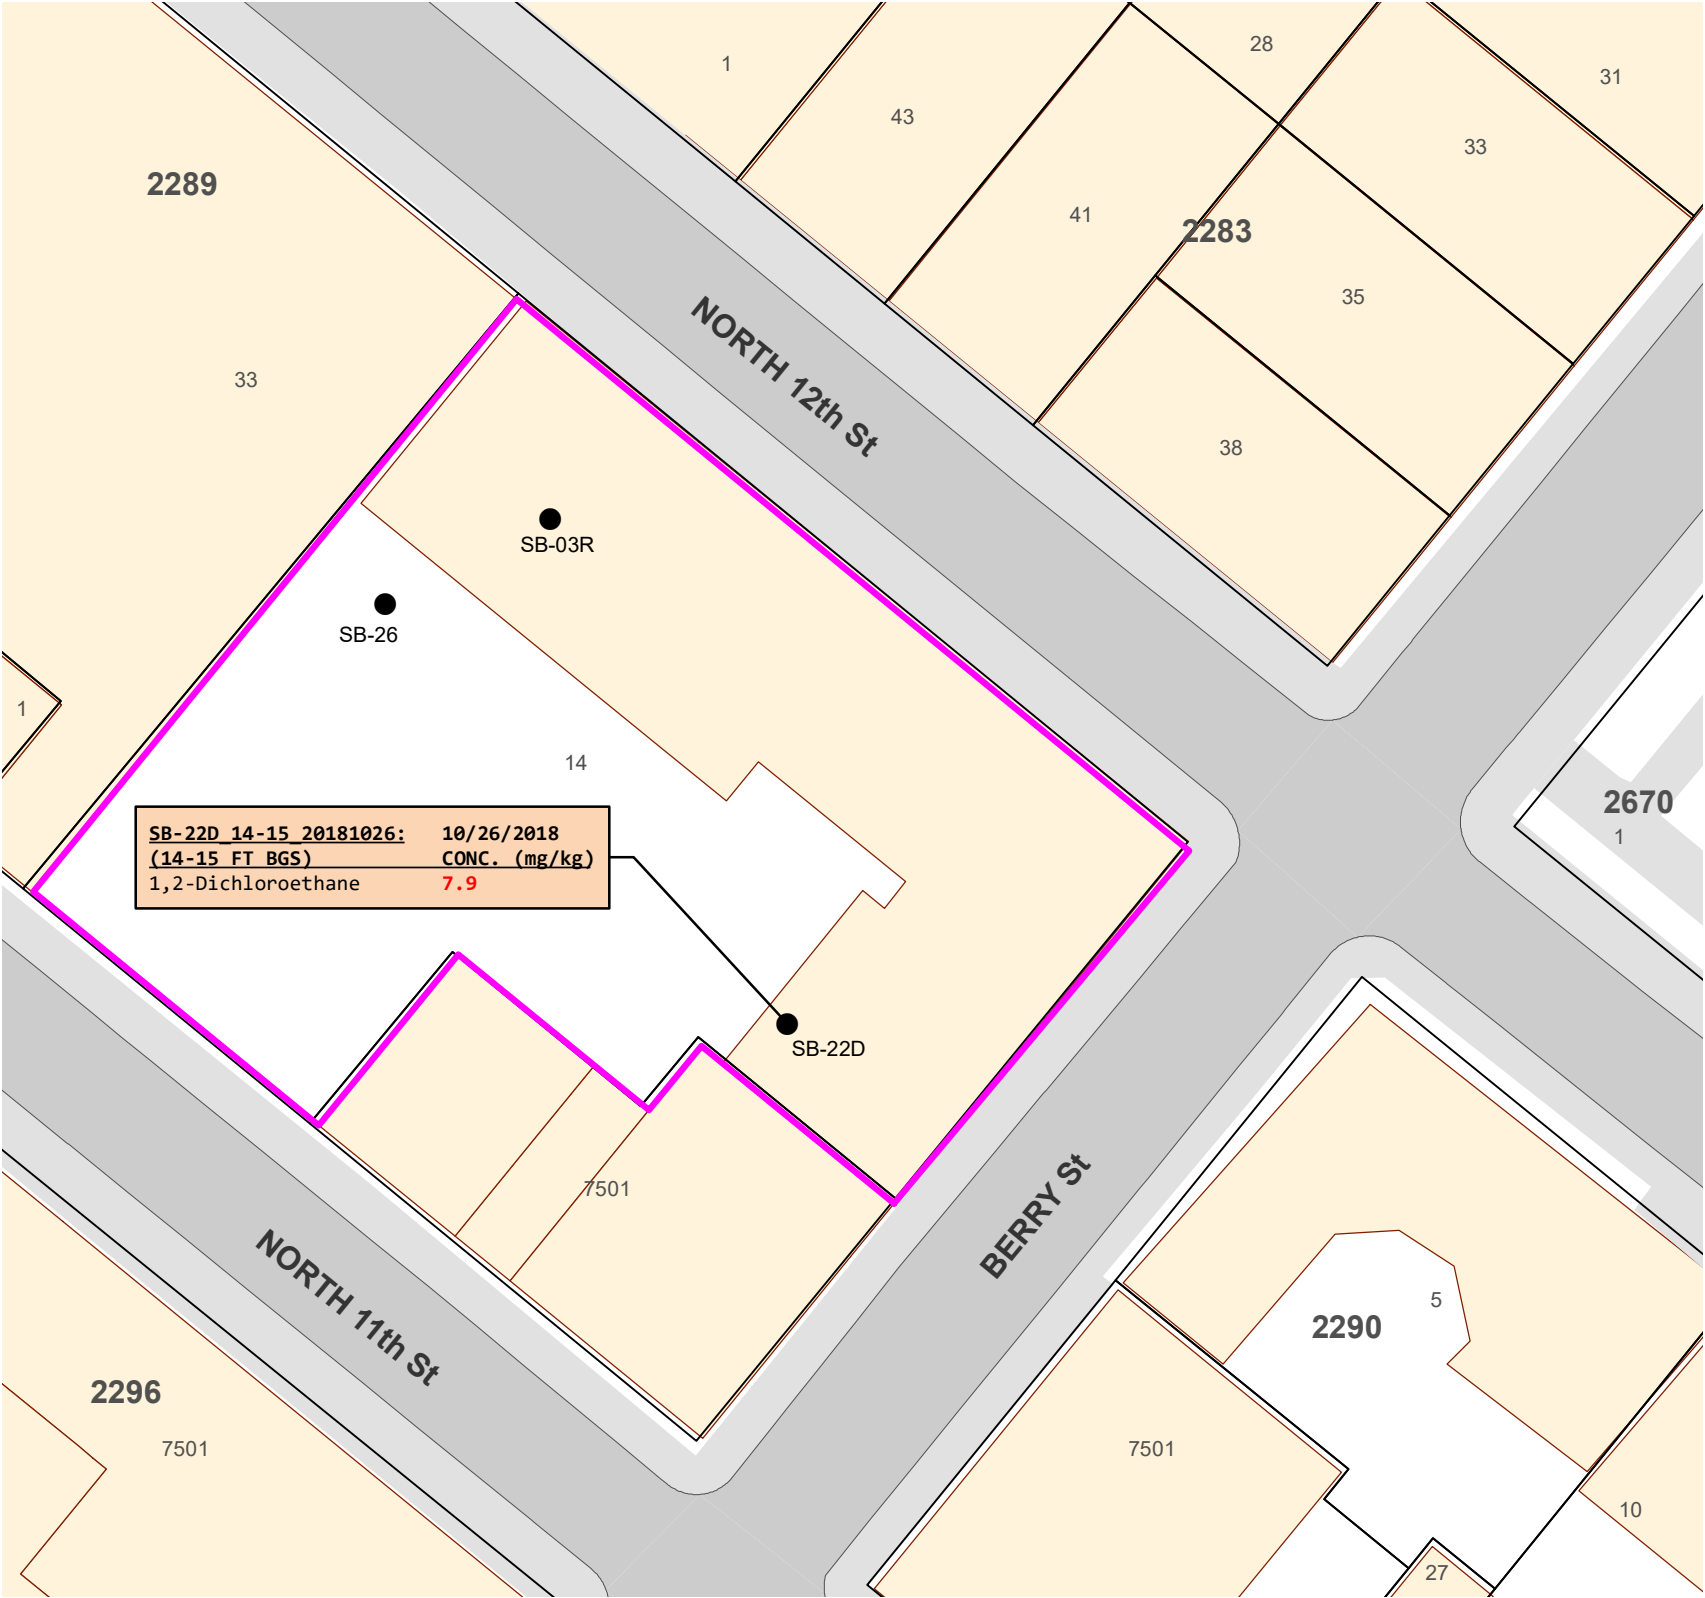 1
28
31
43
33
2289
41
2283
35
NORTH 12th St
33
38
SB-03R
SB-26
1
14
2670
1
SB-22D_14-15_20181026: 10/26/2018
(14-15 FT BGS) CONC. (mg/kg)
1,2-Dichloroethane 7.9
SB-22D
7501
BERRY St
NORTH 11th St
5
2290
2296
7501
7501
10
27